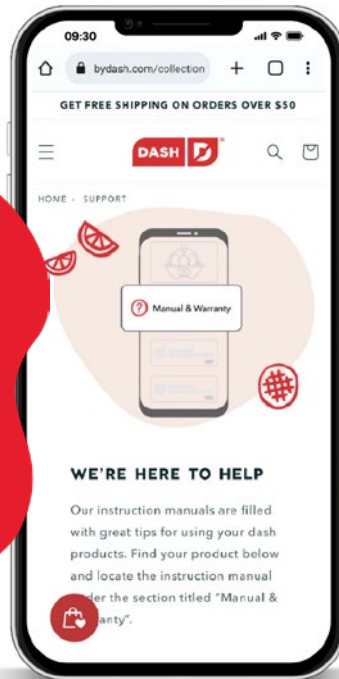 09:30
bydash.com/collection
GET FREE SHIPPING ON ORDERS OVER $50
DASH D
HOME • SUPPORT
? Manual & Warranty
WE'RE HERE TO HELP
Our instruction manuals are filled
with great tips for using your dash
products. Find your product below
and locate the instruction manual
under the section titled "Manual &
Warranty".